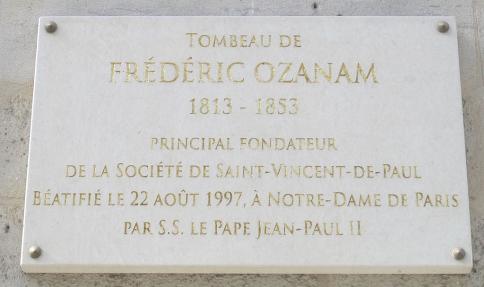 TOMBEAU DE
FRÉDÉRIC OZANAM
1813 - 1853
PRINCIPAL FONDATEUR
DE LA SOCIÉTÉ DE SAINT-VINCENT-DE-PAUL
BÉATIFIÉ LE 22 AOÛT 1997, À NOTRE-DAME DE PARIS
PAR S.S. LE PAPE JEAN-PAUL II